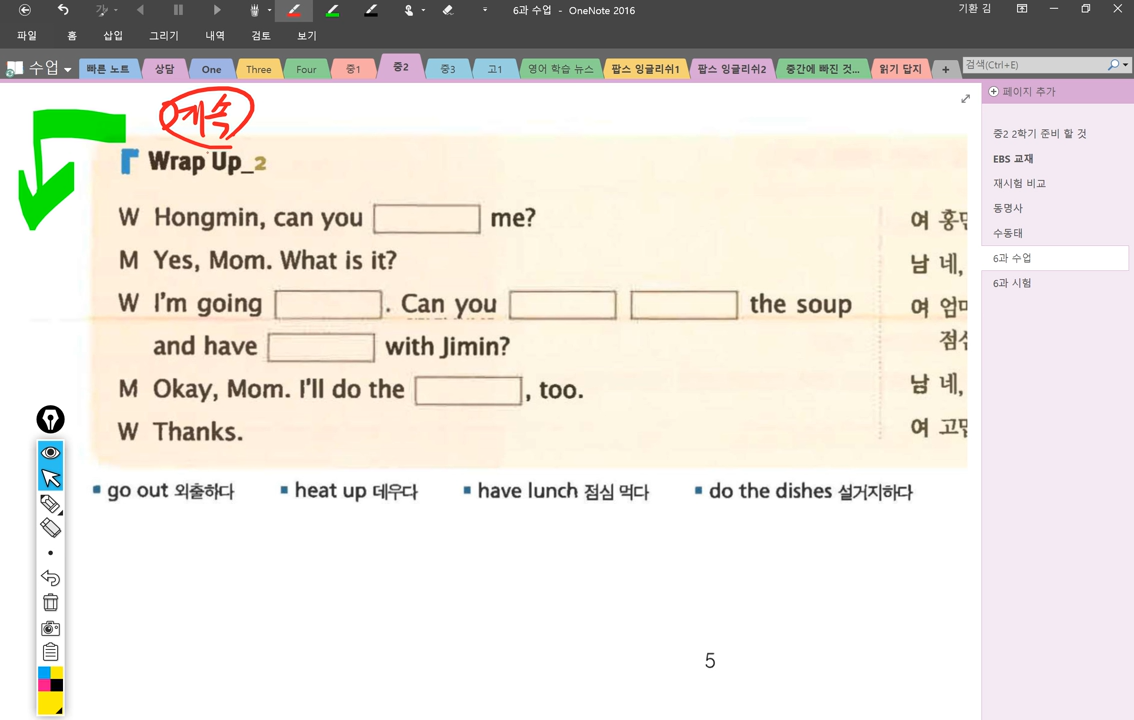 기환 김
6과 수업 - OneNote 2016
파일 홈 삽입 그리기 내역 검토 보기
수업 빠른 노트 상담 One Three Four 중1 중2 중3 고1 영어 학습 뉴스 팝스 잉글리쉬1 팝스 잉글리쉬2 중간에 빠진 것... 읽기 답지 + 검색(Ctrl+E)
페이지 추가
중2 2학기 준비 할 것
EBS 교재
재시험 비교
동명사
수동태
6과 수업
6과 시험
계속
Wrap Up_2
W Hongmin, can you me?
M Yes, Mom. What is it?
W I'm going . Can you the soup
and have with Jimin?
M Okay, Mom. I'll do the , too.
W Thanks.
여
남 네,
여
남 네,
여
go out 외출하다 heat up 데우다 have lunch 점심 먹다 do the dishes 설거지하다
5